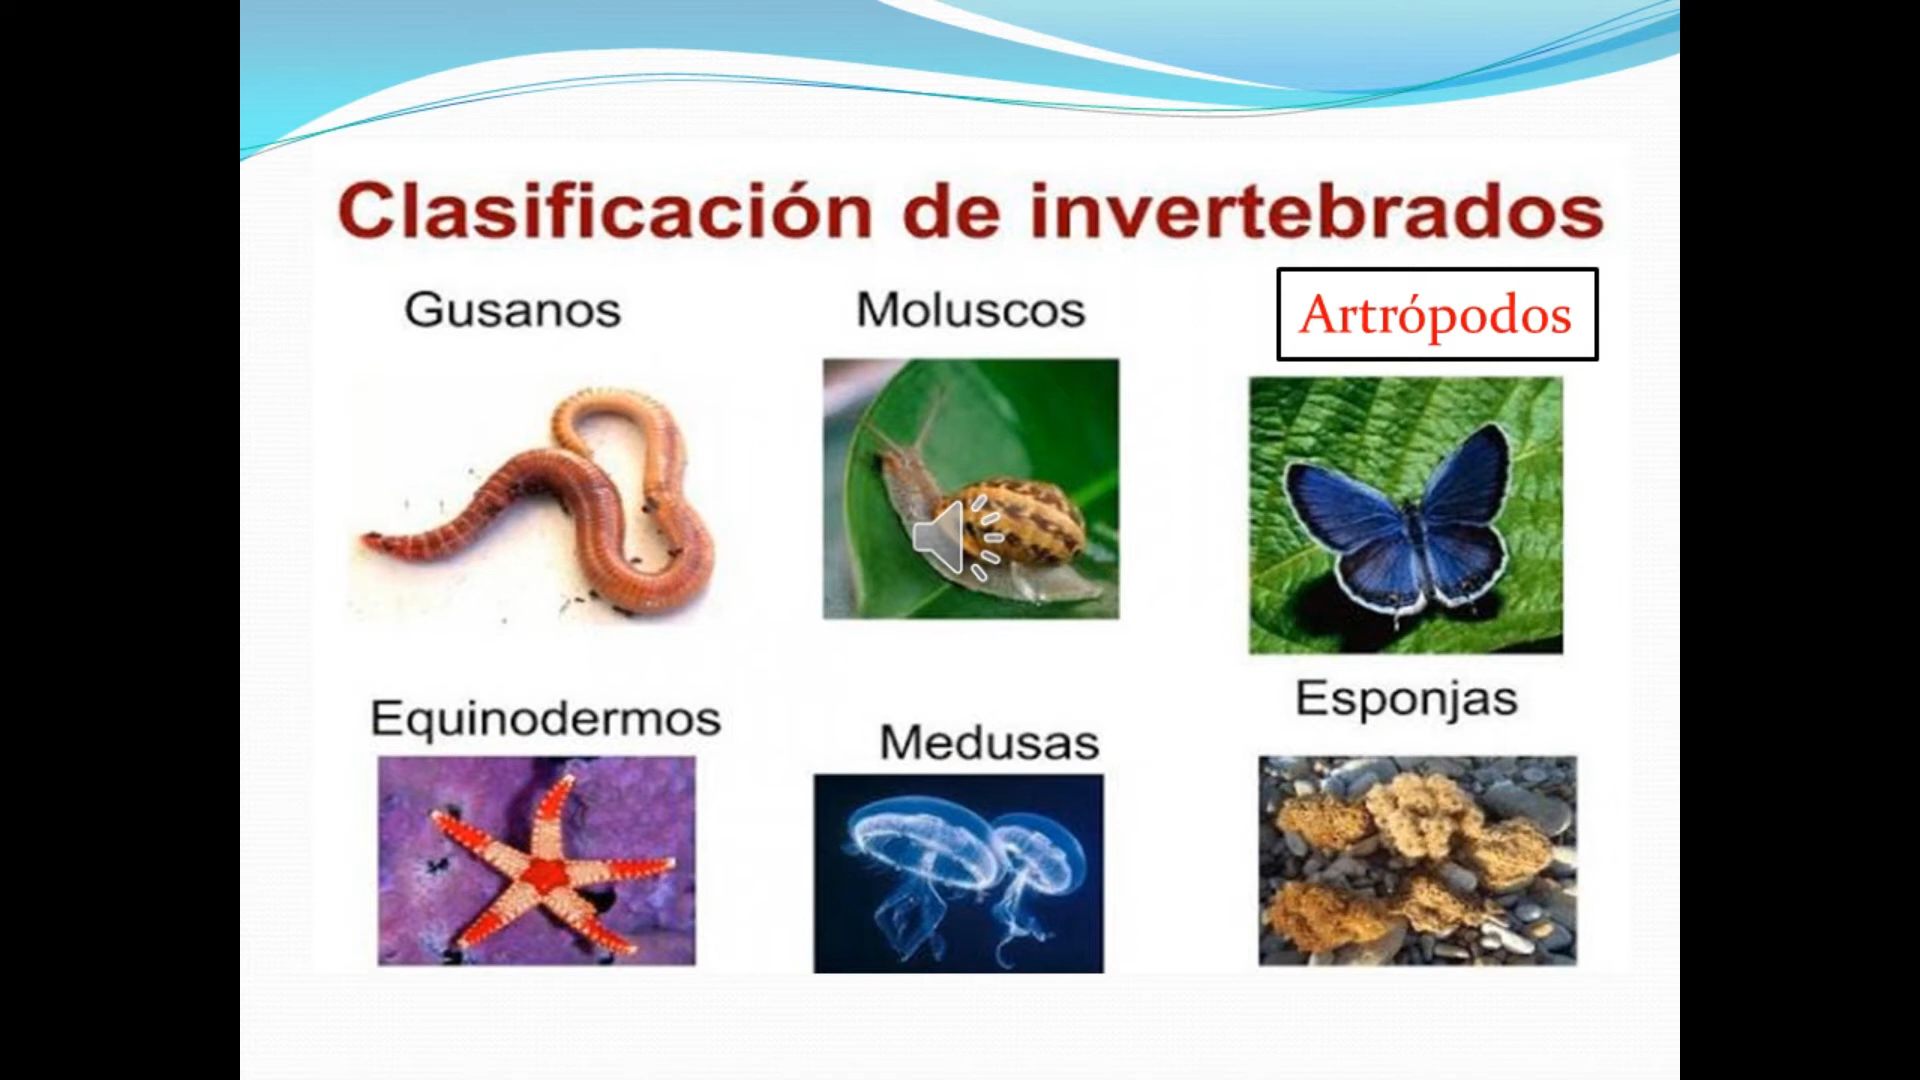 Clasificación de invertebrados
Gusanos
Moluscos
Artrópodos
Equinodermos
Medusas
Esponjas